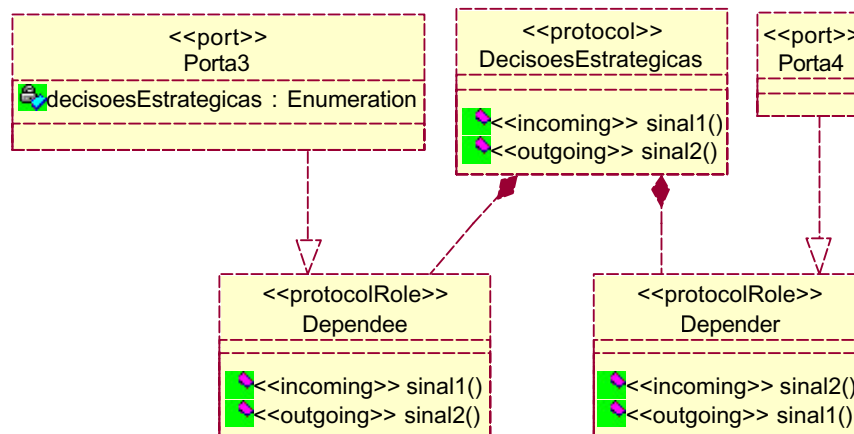 <<port>>
Porta3
decisoesEstrategicas : Enumeration
<<protocol>>
DecisoesEstrategicas
<<incoming>> sinal1()
<<outgoing>> sinal2()
<<port>>
Porta4
<<protocolRole>>
Dependee
<<incoming>> sinal1()
<<outgoing>> sinal2()
<<protocolRole>>
Depender
<<incoming>> sinal2()
<<outgoing>> sinal1()